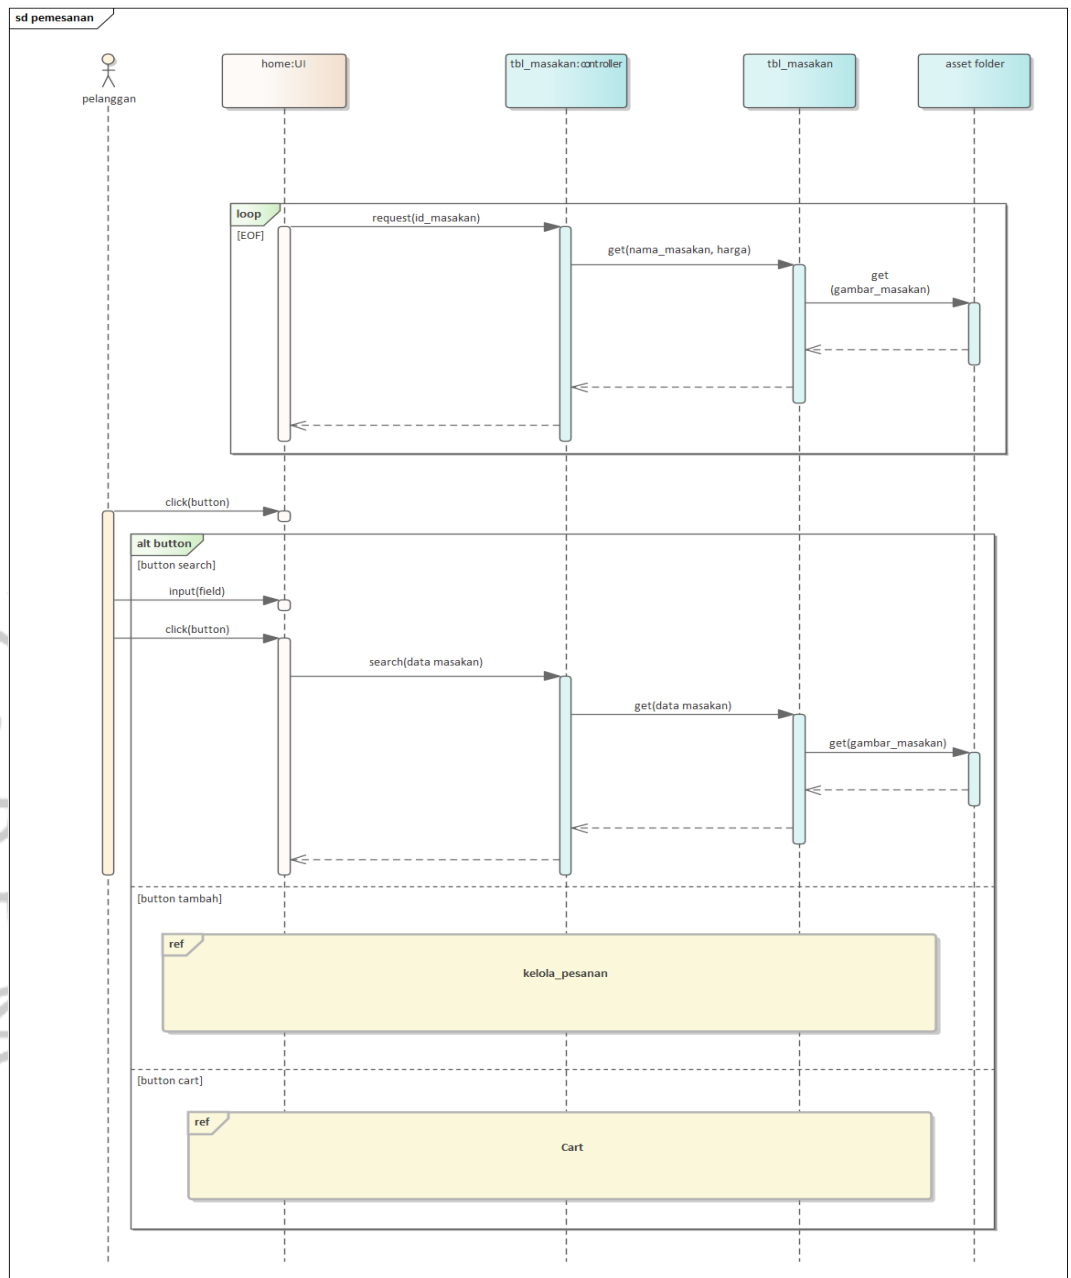 sd pemesanan
pelanggan
home:UI
tbl_masakan:controller
tbl_masakan
asset folder
loop
[EOF]
request(id_masakan)
get(nama_masakan, harga)
get
(gambar_masakan)
click(button)
alt button
[button search]
input(field)
click(button)
search(data masakan)
get(data masakan)
get(gambar_masakan)
[button tambah]
ref
kelola_pesanan
[button cart]
ref
Cart